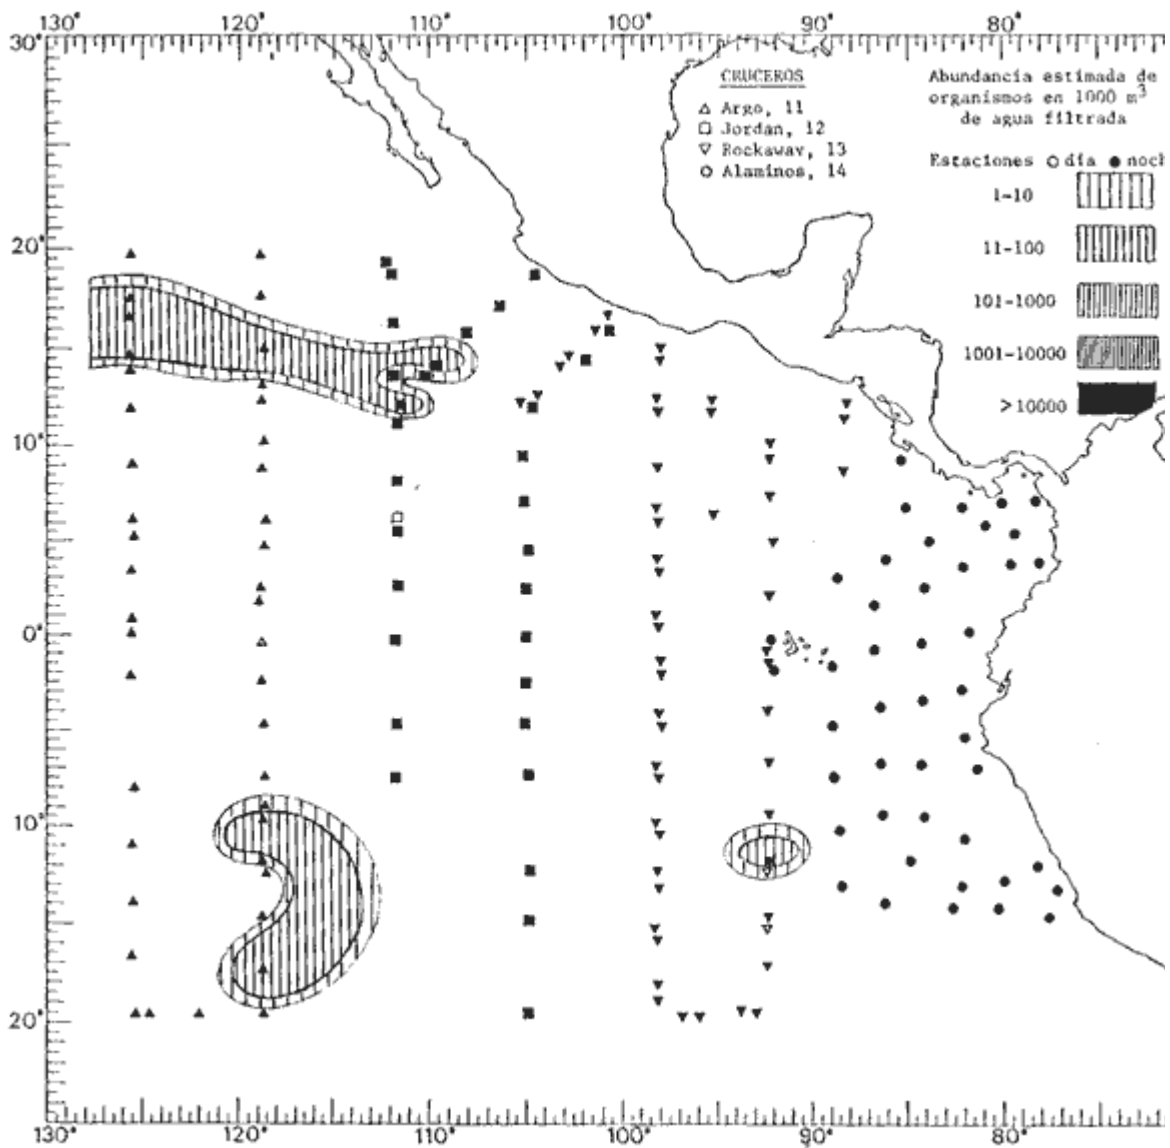 130° 120° 110° 100° 90° 80°
30°
20°
10°
0°
10°
20°
CRUCEROS
△ Argo, 11
□ Jordan, 12
▽ Rockaway, 13
○ Alaminos, 14
Abundancia estimada de
organismos en 1000 m³
de agua filtrada
Estaciones ○ día ● noch
1-10
11-100
101-1000
1001-10000
>10000
130° 120° 110° 100° 90° 80°